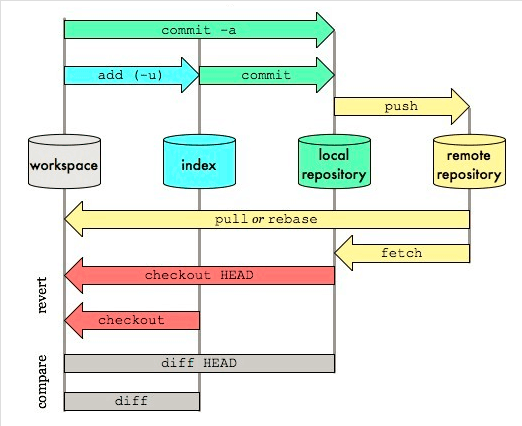 commit -a
add (-u)
commit
push
workspace
index
local
repository
remote
repository
pull or rebase
fetch
revert
checkout HEAD
checkout
compare
diff HEAD
diff